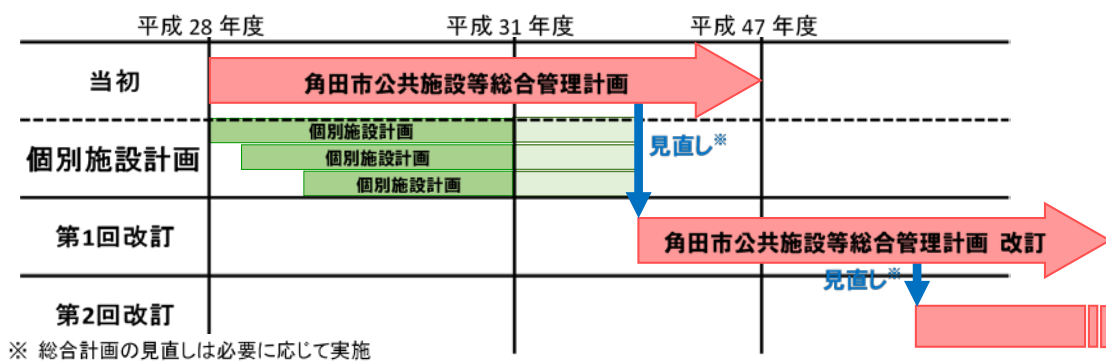 平成 28 年度 平成 31 年度 平成 47 年度
当初
角田市公共施設等総合管理計画
個別施設計画
個別施設計画
個別施設計画
個別施設計画
見直し※
第1回改訂
角田市公共施設等総合管理計画 改訂
見直し※
第2回改訂
※ 総合計画の見直しは必要に応じて実施